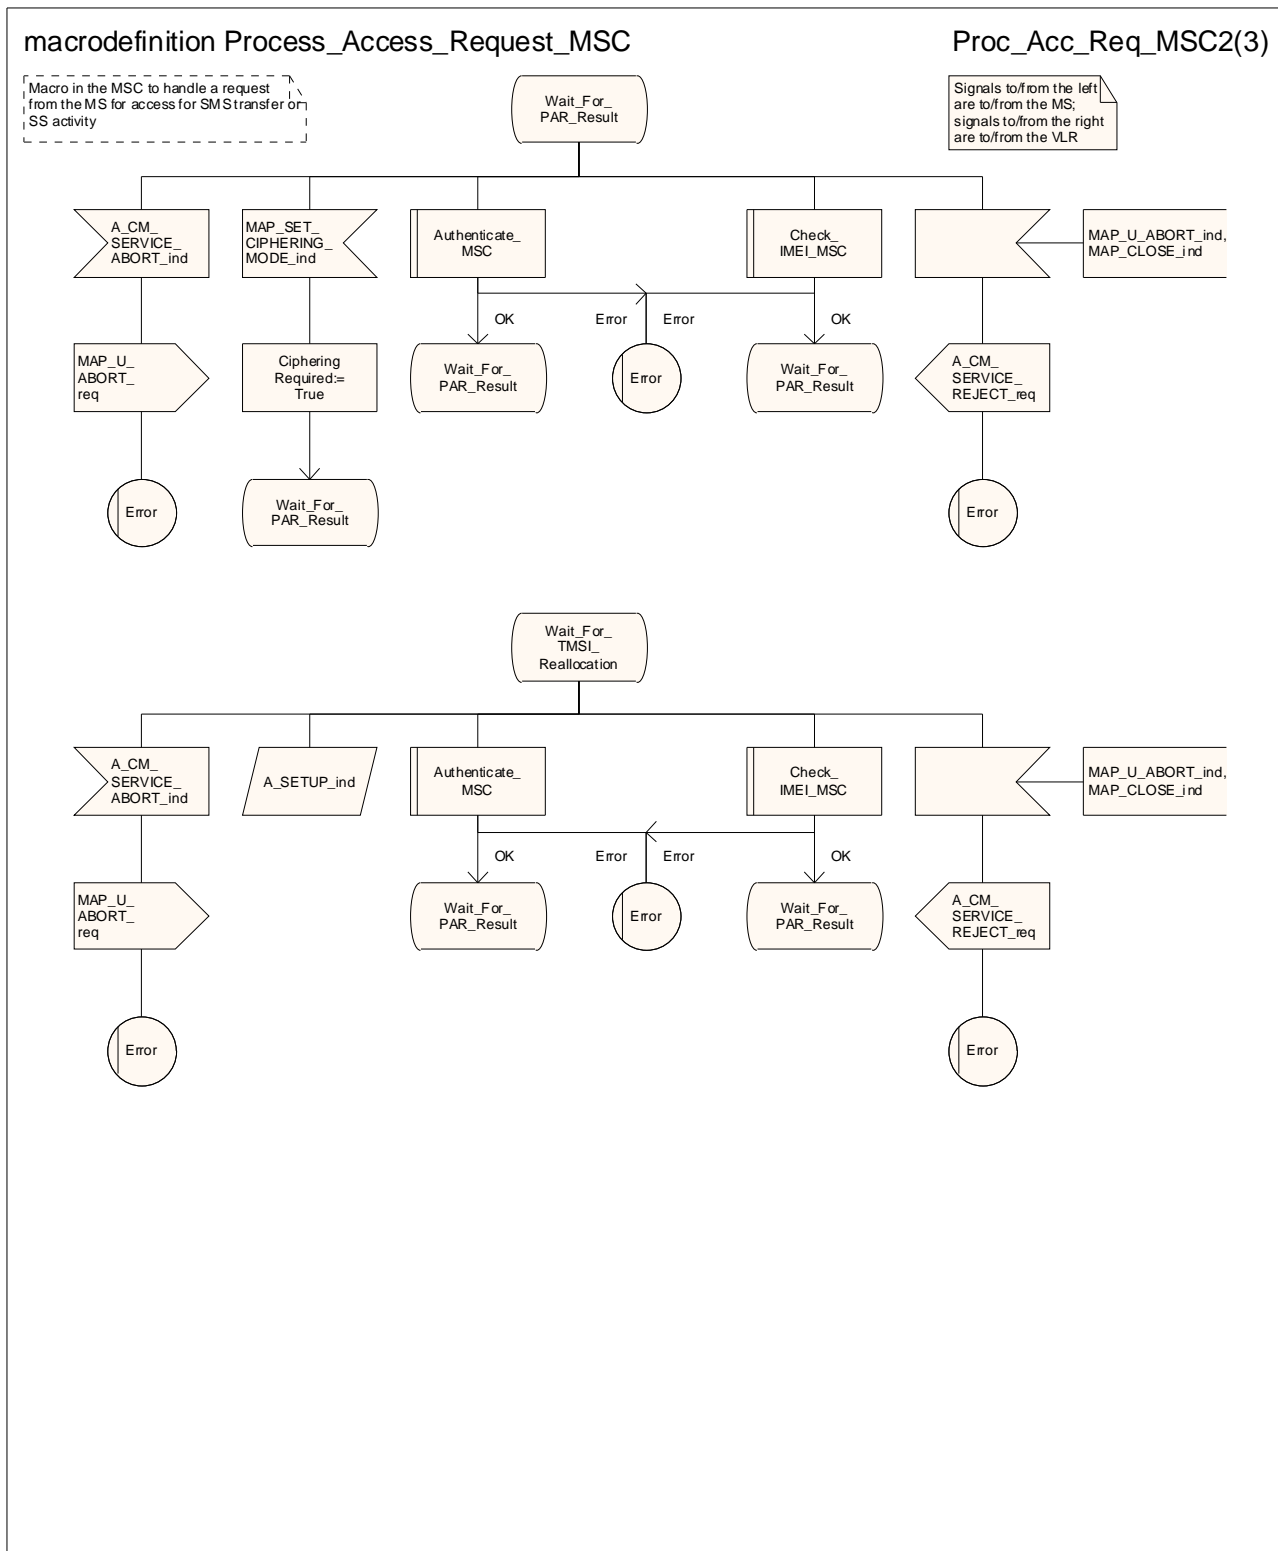 macrodefinition Process_Access_Request_MSC
Proc_Acc_Req_MSC2(3)
Macro in the MSC to handle a request
from the MS for access for SMS transfer or
SS activity
Wait_For_
PAR_Result
Signals to/from the left
are to/from the MS;
signals to/from the right
are to/from the VLR
A_CM_
SERVICE_
ABORT_ind
MAP_SET_
CIPHERING_
MODE_ind
Authenticate_
MSC
Check_
IMEI_MSC
MAP_U_ABORT_ind,
MAP_CLOSE_ind
OK
Error
Error
OK
MAP_U_
ABORT_
req
Ciphering
Required:=
True
Wait_For_
PAR_Result
Error
Wait_For_
PAR_Result
A_CM_
SERVICE_
REJECT_req
Error
Wait_For_
PAR_Result
Error
Wait_For_
TMSI_
Reallocation
A_CM_
SERVICE_
ABORT_ind
A_SETUP_ind
Authenticate_
MSC
Check_
IMEI_MSC
MAP_U_ABORT_ind,
MAP_CLOSE_ind
OK
Error
Error
OK
MAP_U_
ABORT_
req
Wait_For_
PAR_Result
Error
Wait_For_
PAR_Result
A_CM_
SERVICE_
REJECT_req
Error
Error